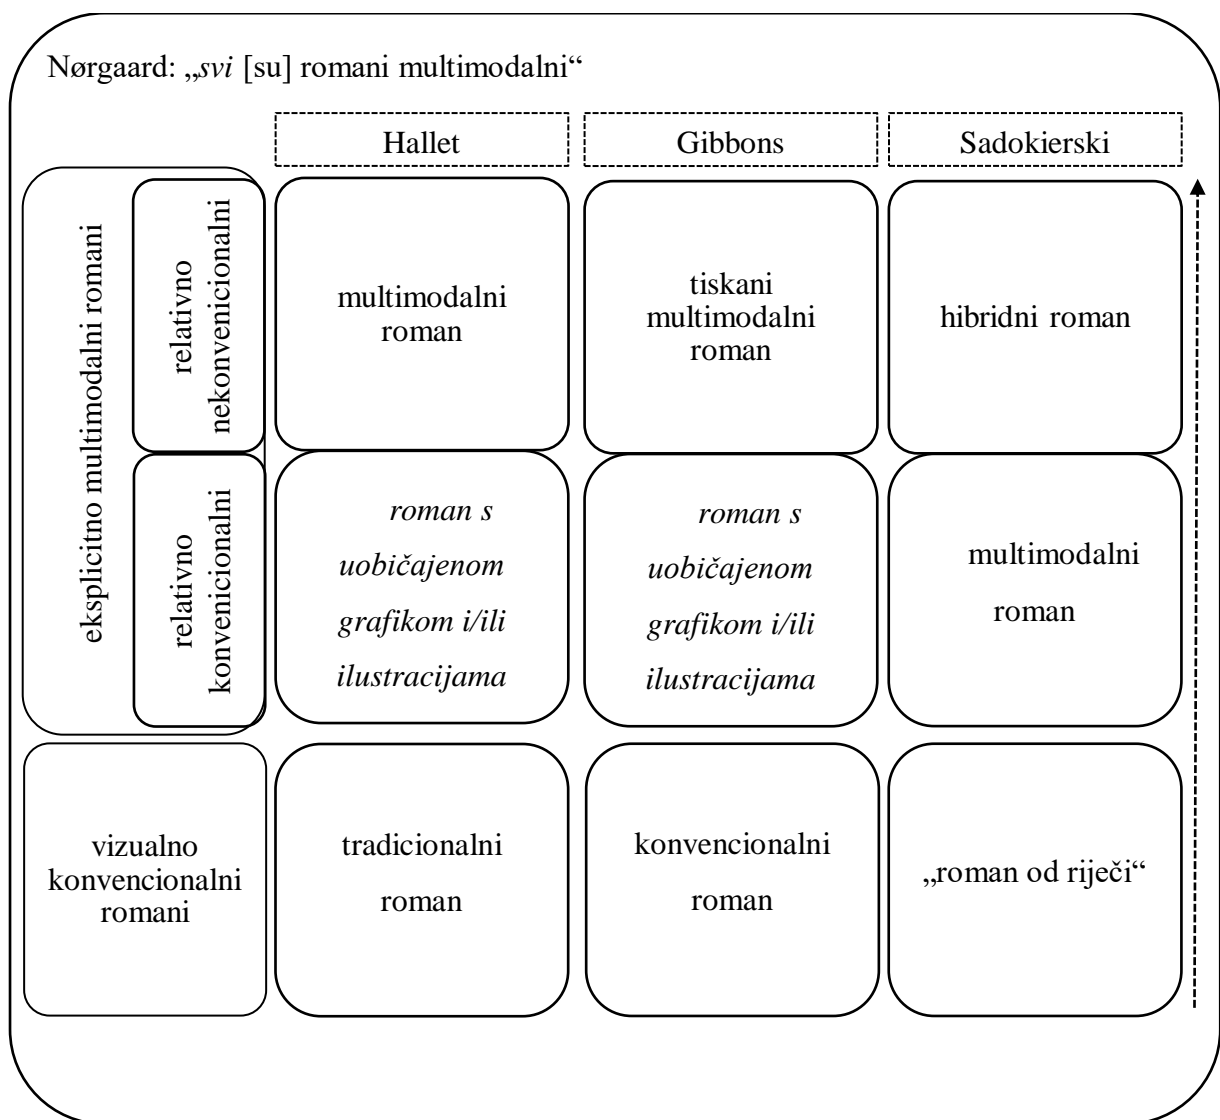 Nørgaard: „svi [su] romani multimodalni“
Hallet
Gibbons
Sadokierski
eksplicitno multimodalni romani
relativno
nekonvenicionalni
multimodalni
roman
tiskani
multimodalni
roman
hibridni roman
relativno
konvenicionalni
roman s
uobičajenom
grafikom i/ili
ilustracijama
roman s
uobičajenom
grafikom i/ili
ilustracijama
multimodalni
roman
vizualno
konvencionalni
romani
tradicionalni
roman
konvencionalni
roman
„roman od riječi“